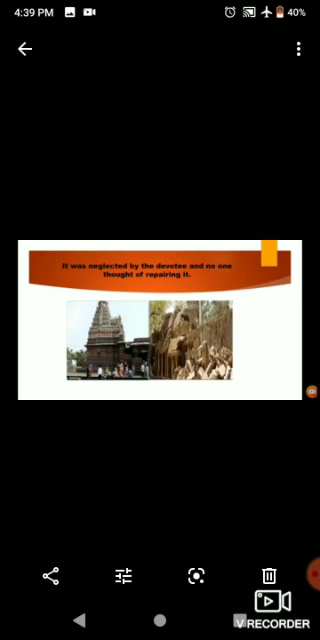 4:39 PM
40%
It was neglected by the devotee and no one
thought of repairing it.
V RECORDER